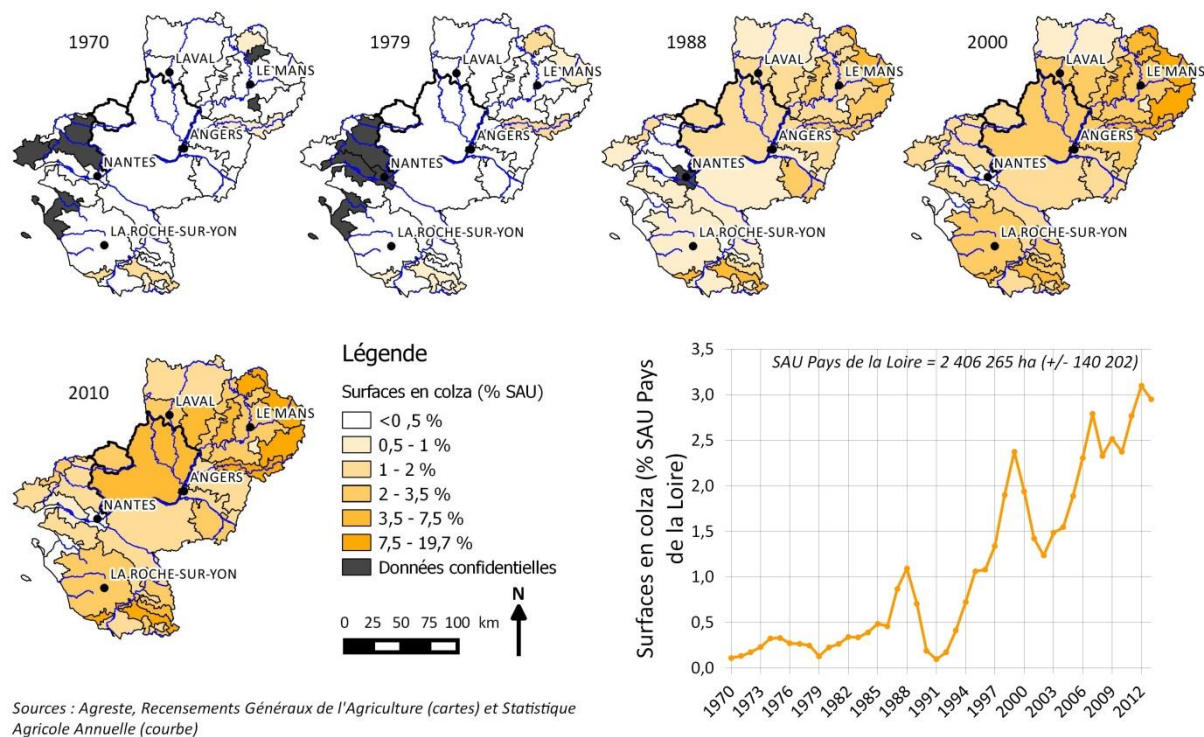 1970
LAVAL
LE MANS
ANGERS
NANTES
LA ROCHE-SUR-YON
1979
LAVAL
LE MANS
ANGERS
NANTES
LA ROCHE-SUR-YON
1988
LAVAL
LE MANS
ANGERS
NANTES
LA ROCHE-SUR-YON
2000
LAVAL
LE MANS
ANGERS
NANTES
LA ROCHE-SUR-YON
2010
LAVAL
LE MANS
ANGERS
NANTES
LA ROCHE-SUR-YON
Légende
Surfaces en colza (% SAU)
<0 ,5 %
0,5 - 1 %
1 - 2 %
2 - 3,5 %
3,5 - 7,5 %
7,5 - 19,7 %
Données confidentielles
0 25 50 75 100 km
N
SAU Pays de la Loire = 2 406 265 ha (+/- 140 202)
Surfaces en colza (% SAU Pays
de la Loire)
3,5
3,0
2,5
2,0
1,5
1,0
0,5
0,0
1970
1973
1976
1979
1982
1985
1988
1991
1994
1997
2000
2003
2006
2009
2012
Sources : Agreste, Recensements Généraux de l'Agriculture (cartes) et Statistique
Agricole Annuelle (courbe)